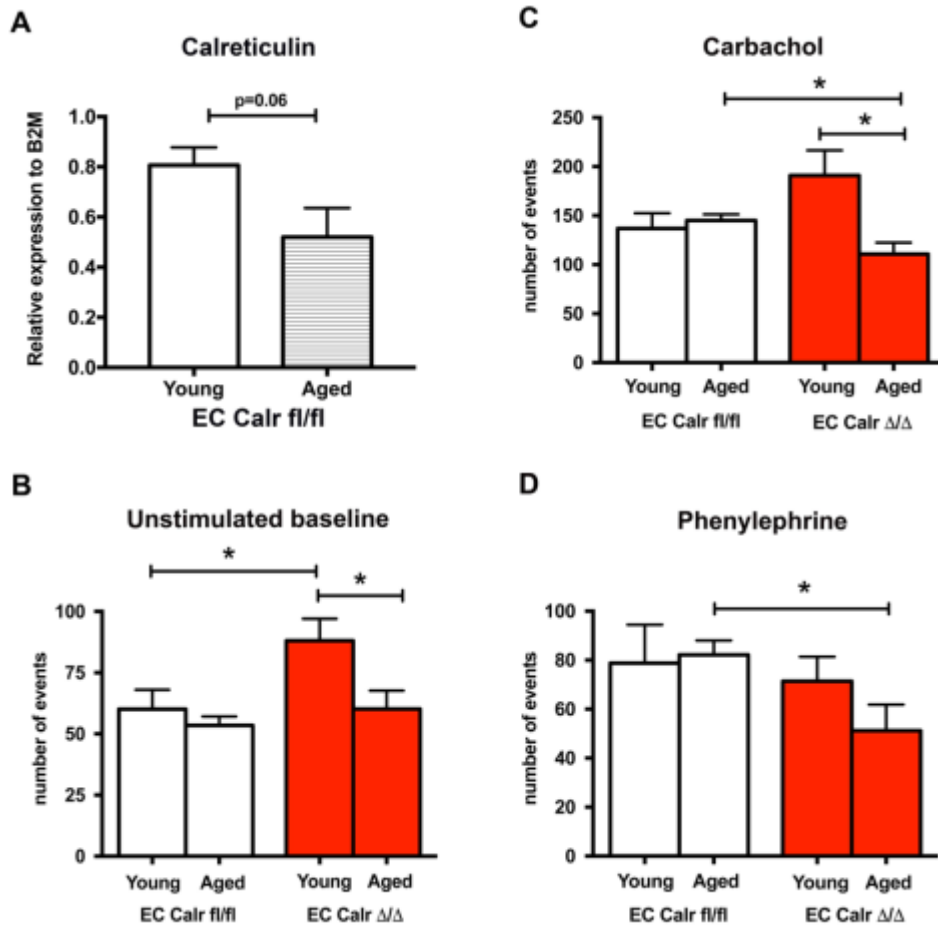 A
Calreticulin
p=0.06
Relative expression to B2M
1.0
0.8
0.6
0.4
0.2
0.0
Young Aged
EC Calr fl/fl
B
Unstimulated baseline
* *
number of events
100
75
50
25
0
Young Aged Young Aged
EC Calr fl/fl EC Calr Δ/Δ
C
Carbachol
*
*
number of events
250
200
150
100
50
0
Young Aged Young Aged
EC Calr fl/fl EC Calr Δ/Δ
D
Phenylephrine
*
number of events
100
80
60
40
20
0
Young Aged Young Aged
EC Calr fl/fl EC Calr Δ/Δ